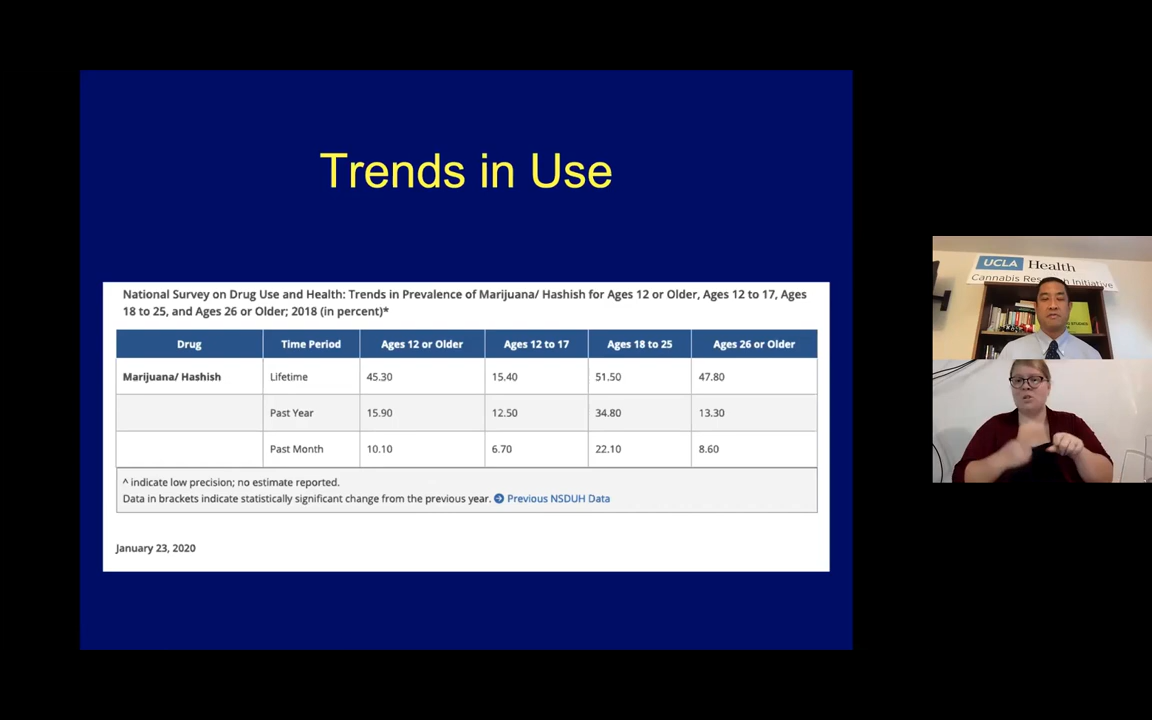 Trends in Use
National Survey on Drug Use and Health: Trends in Prevalence of Marijuana/ Hashish for Ages 12 or Older, Ages 12 to 17, Ages
18 to 25, and Ages 26 or Older; 2018 (in percent)*
Drug Time Period Ages 12 or Older Ages 12 to 17 Ages 18 to 25 Ages 26 or Older
Marijuana/ Hashish Lifetime 45.30 15.40 51.50 47.80
Past Year 15.90 12.50 34.80 13.30
Past Month 10.10 6.70 22.10 8.60
^ indicate low precision; no estimate reported.
Data in brackets indicate statistically significant change from the previous year. Previous NSDUH Data
January 23, 2020
UCLA Health
Cannabis Research Initiative